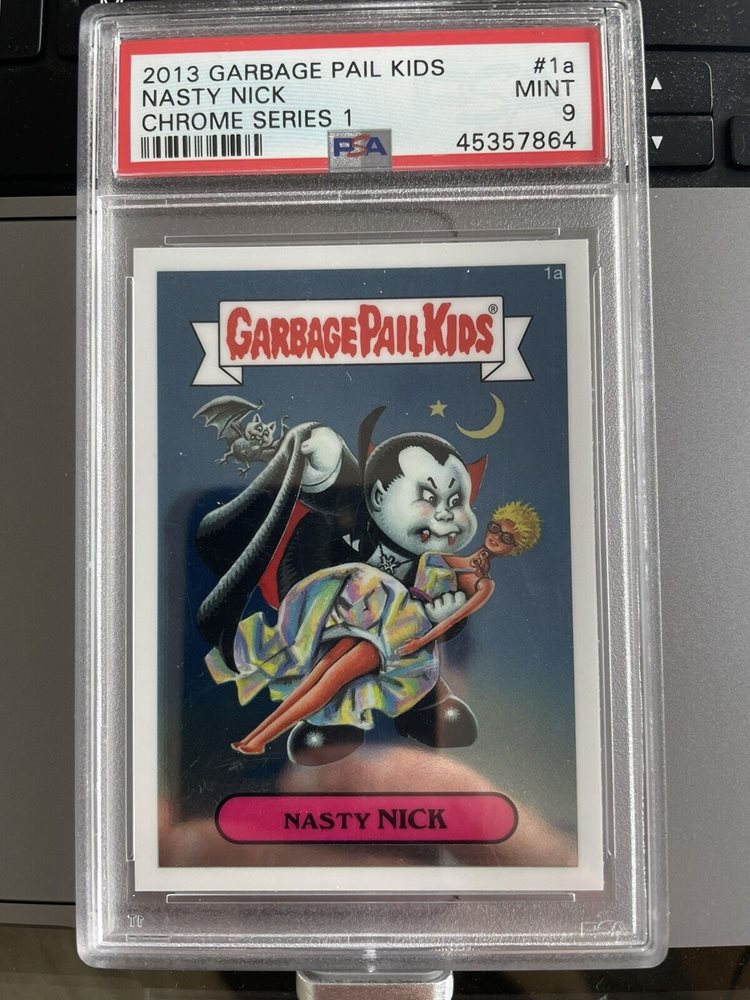 2013 GARBAGE PAIL KIDS #1a
NASTY NICK MINT
CHROME SERIES 1 9
PSA 45357864
1a
GARBAGE PAIL KIDS®
NASTY NICK
PSA